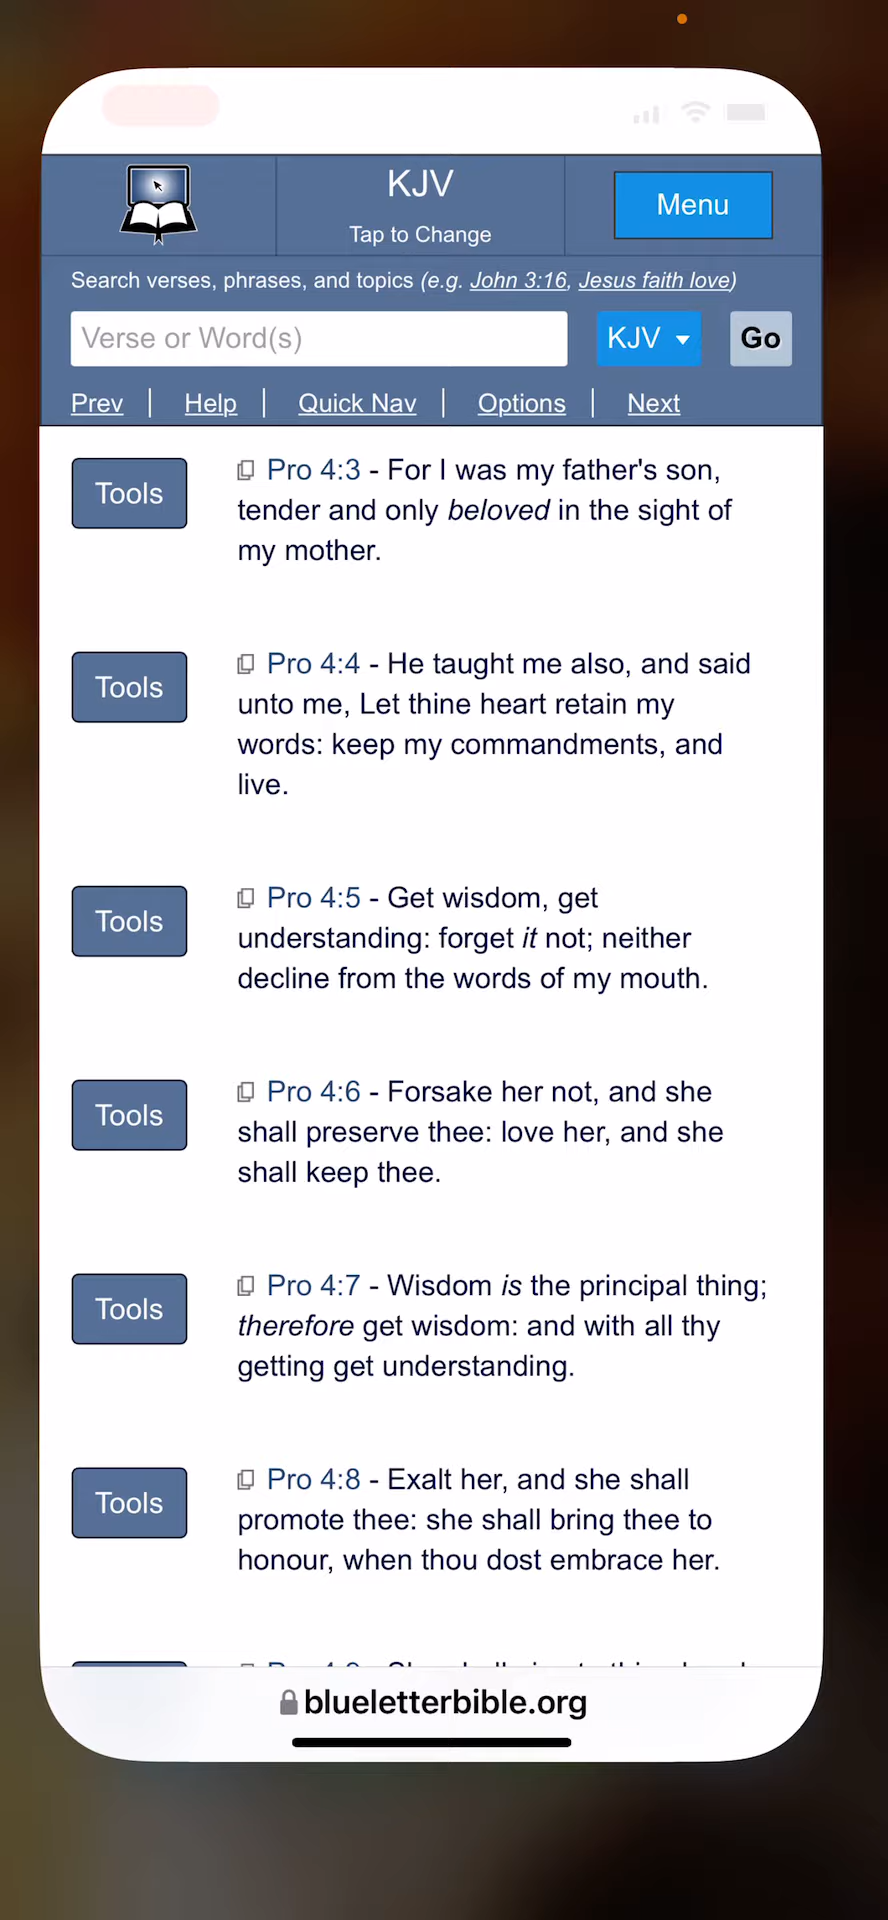 KJV
Tap to Change
Menu
Search verses, phrases, and topics (e.g. John 3:16, Jesus faith love)
Verse or Word(s)
KJV
Go
Prev | Help | Quick Nav | Options | Next
Tools
Pro 4:3 - For I was my father's son,
tender and only beloved in the sight of
my mother.
Tools
Pro 4:4 - He taught me also, and said
unto me, Let thine heart retain my
words: keep my commandments, and
live.
Tools
Pro 4:5 - Get wisdom, get
understanding: forget it not; neither
decline from the words of my mouth.
Tools
Pro 4:6 - Forsake her not, and she
shall preserve thee: love her, and she
shall keep thee.
Tools
Pro 4:7 - Wisdom is the principal thing;
therefore get wisdom: and with all thy
getting get understanding.
Tools
Pro 4:8 - Exalt her, and she shall
promote thee: she shall bring thee to
honour, when thou dost embrace her.
blueletterbible.org